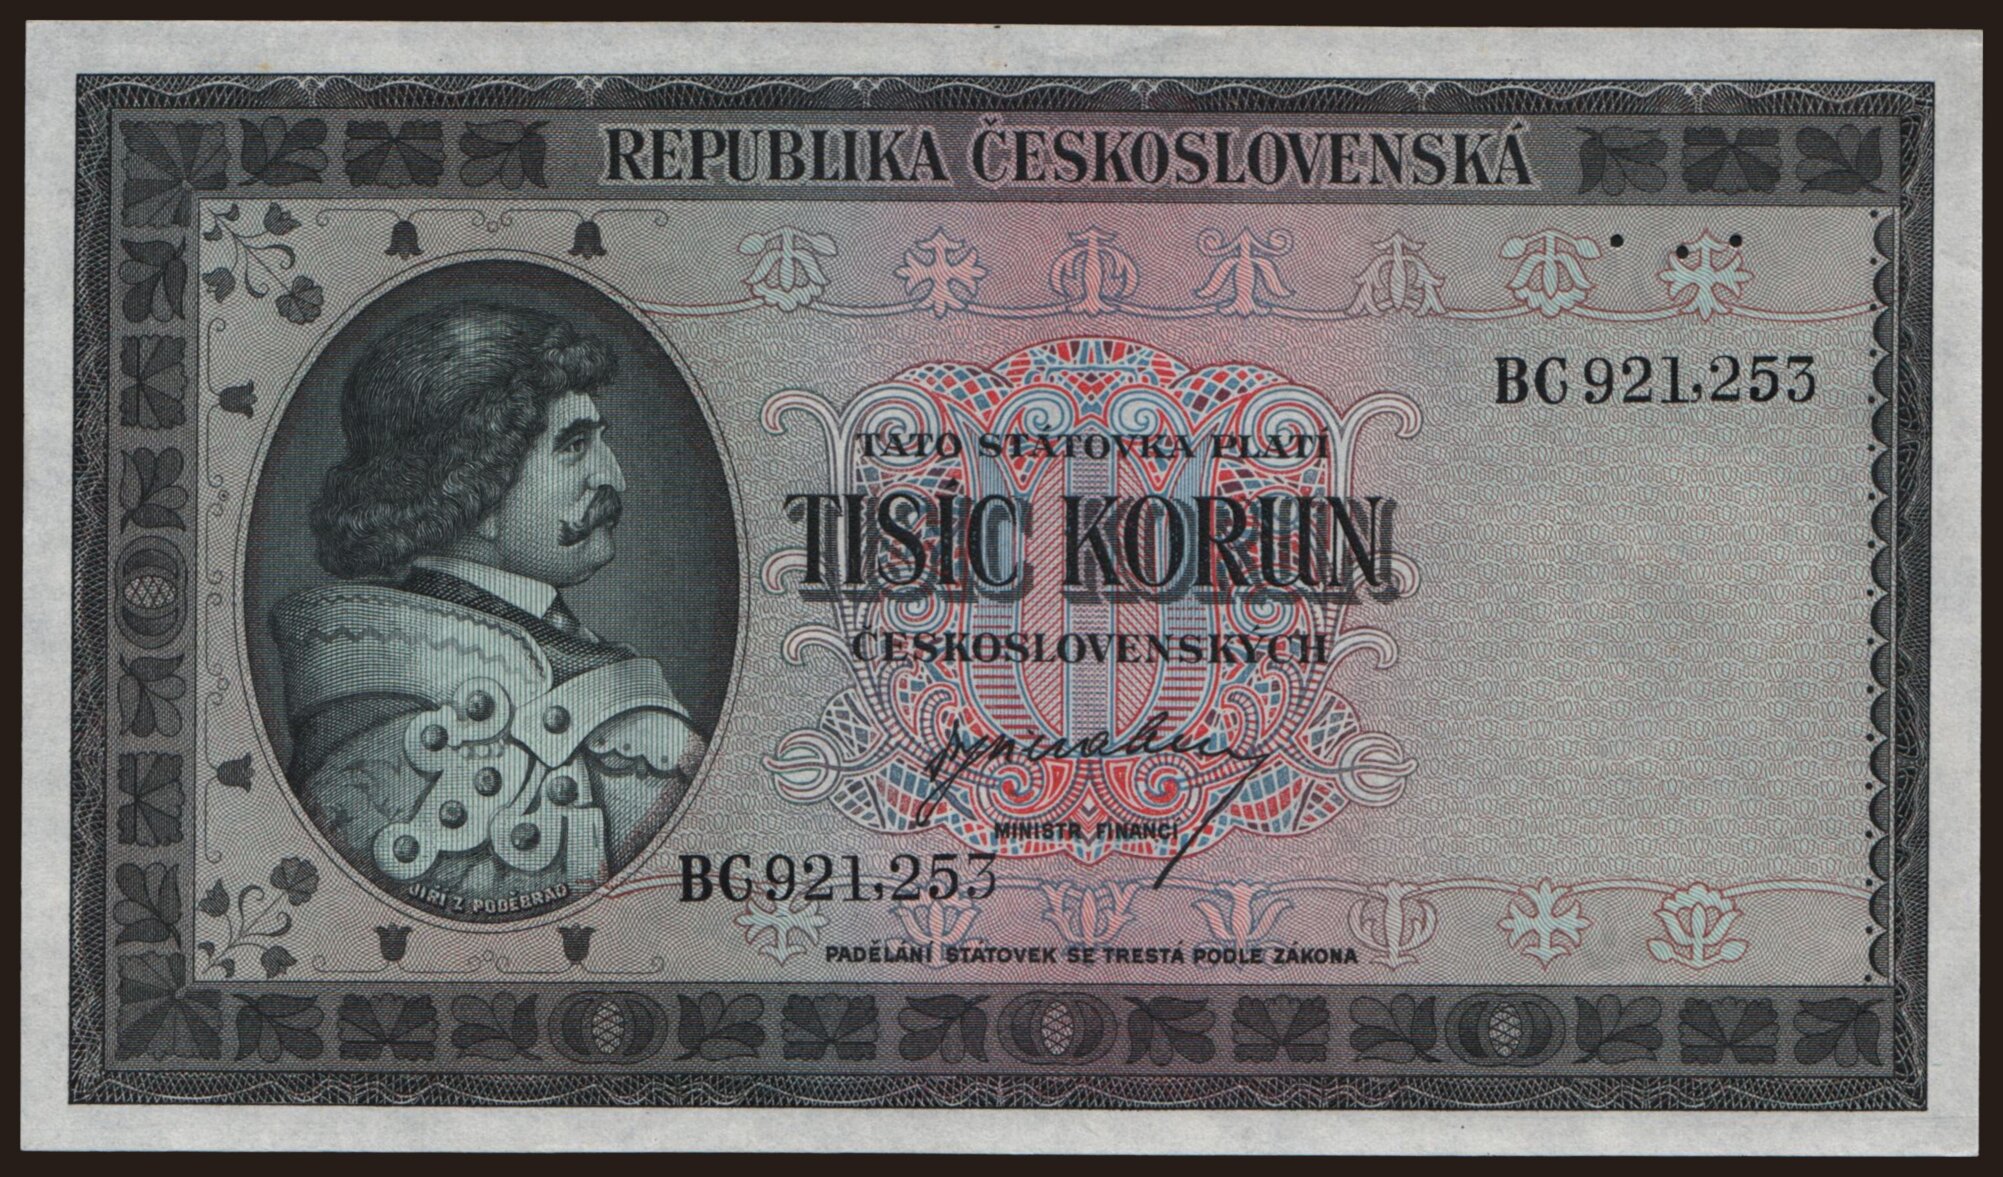 REPUBLIKA ČESKOSLOVENSKÁ
BC 921,253
TATO STÁTOVKA PLATÍ
TISÍC KORUN
ČESKOSLOVENSKÝCH
MINISTR FINANCÍ
BC 921,253
JIŘÍ Z PODĚBRAD
PADĚLÁNÍ STÁTOVEK SE TRESTÁ PODLE ZÁKONA